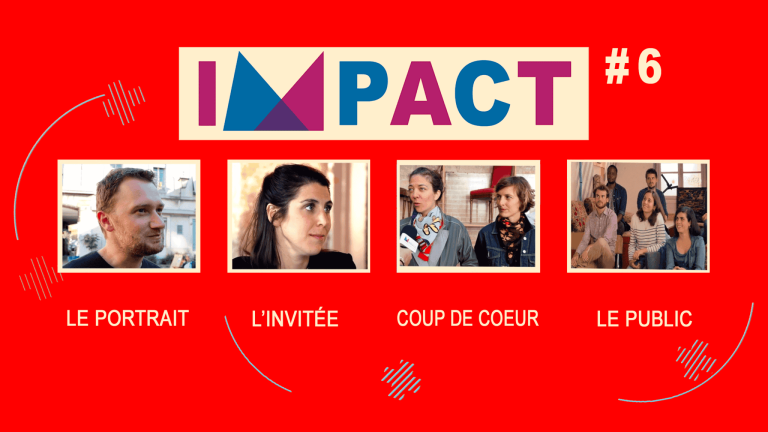 IMPACT
# 6
LE PORTRAIT
L'INVITÉE
COUP DE COEUR
LE PUBLIC